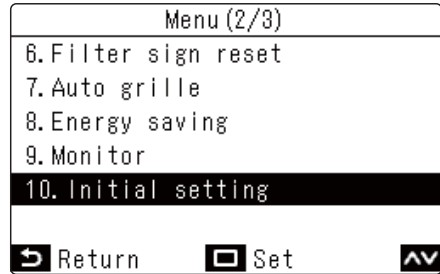 Menu(2/3)
6.Filter sign reset
7.Auto grille
8.Energy saving
9.Monitor
10.Initial setting
Return Set